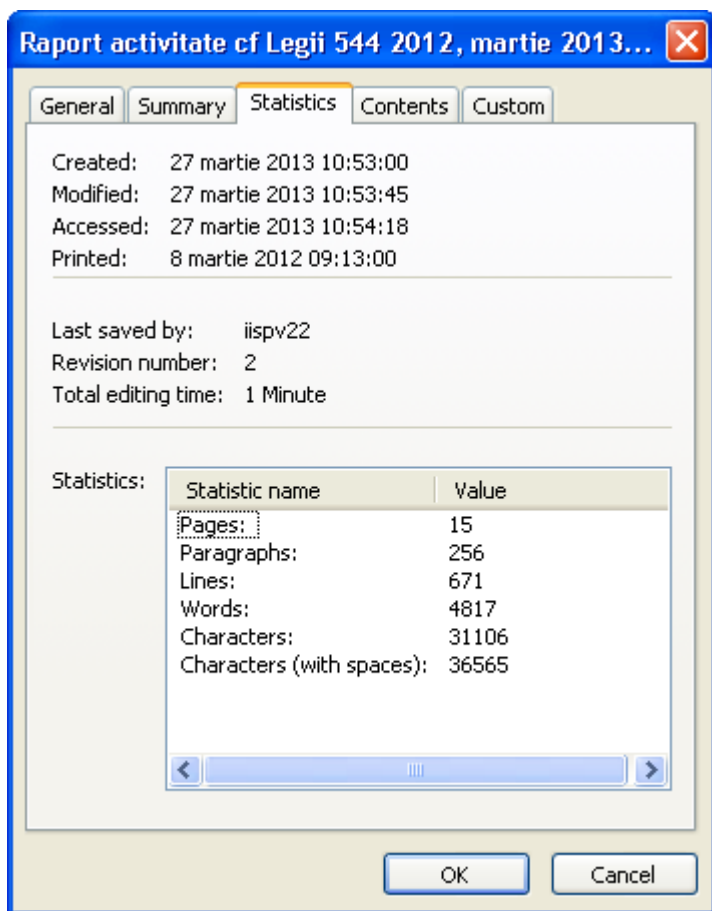 Raport activitate cf Legii 544 2012, martie 2013...
General Summary Statistics Contents Custom
Created: 27 martie 2013 10:53:00
Modified: 27 martie 2013 10:53:45
Accessed: 27 martie 2013 10:54:18
Printed: 8 martie 2012 09:13:00
Last saved by: iispv22
Revision number: 2
Total editing time: 1 Minute
Statistics:
Statistic name Value
Pages: 15
Paragraphs: 256
Lines: 671
Words: 4817
Characters: 31106
Characters (with spaces): 36565
OK Cancel